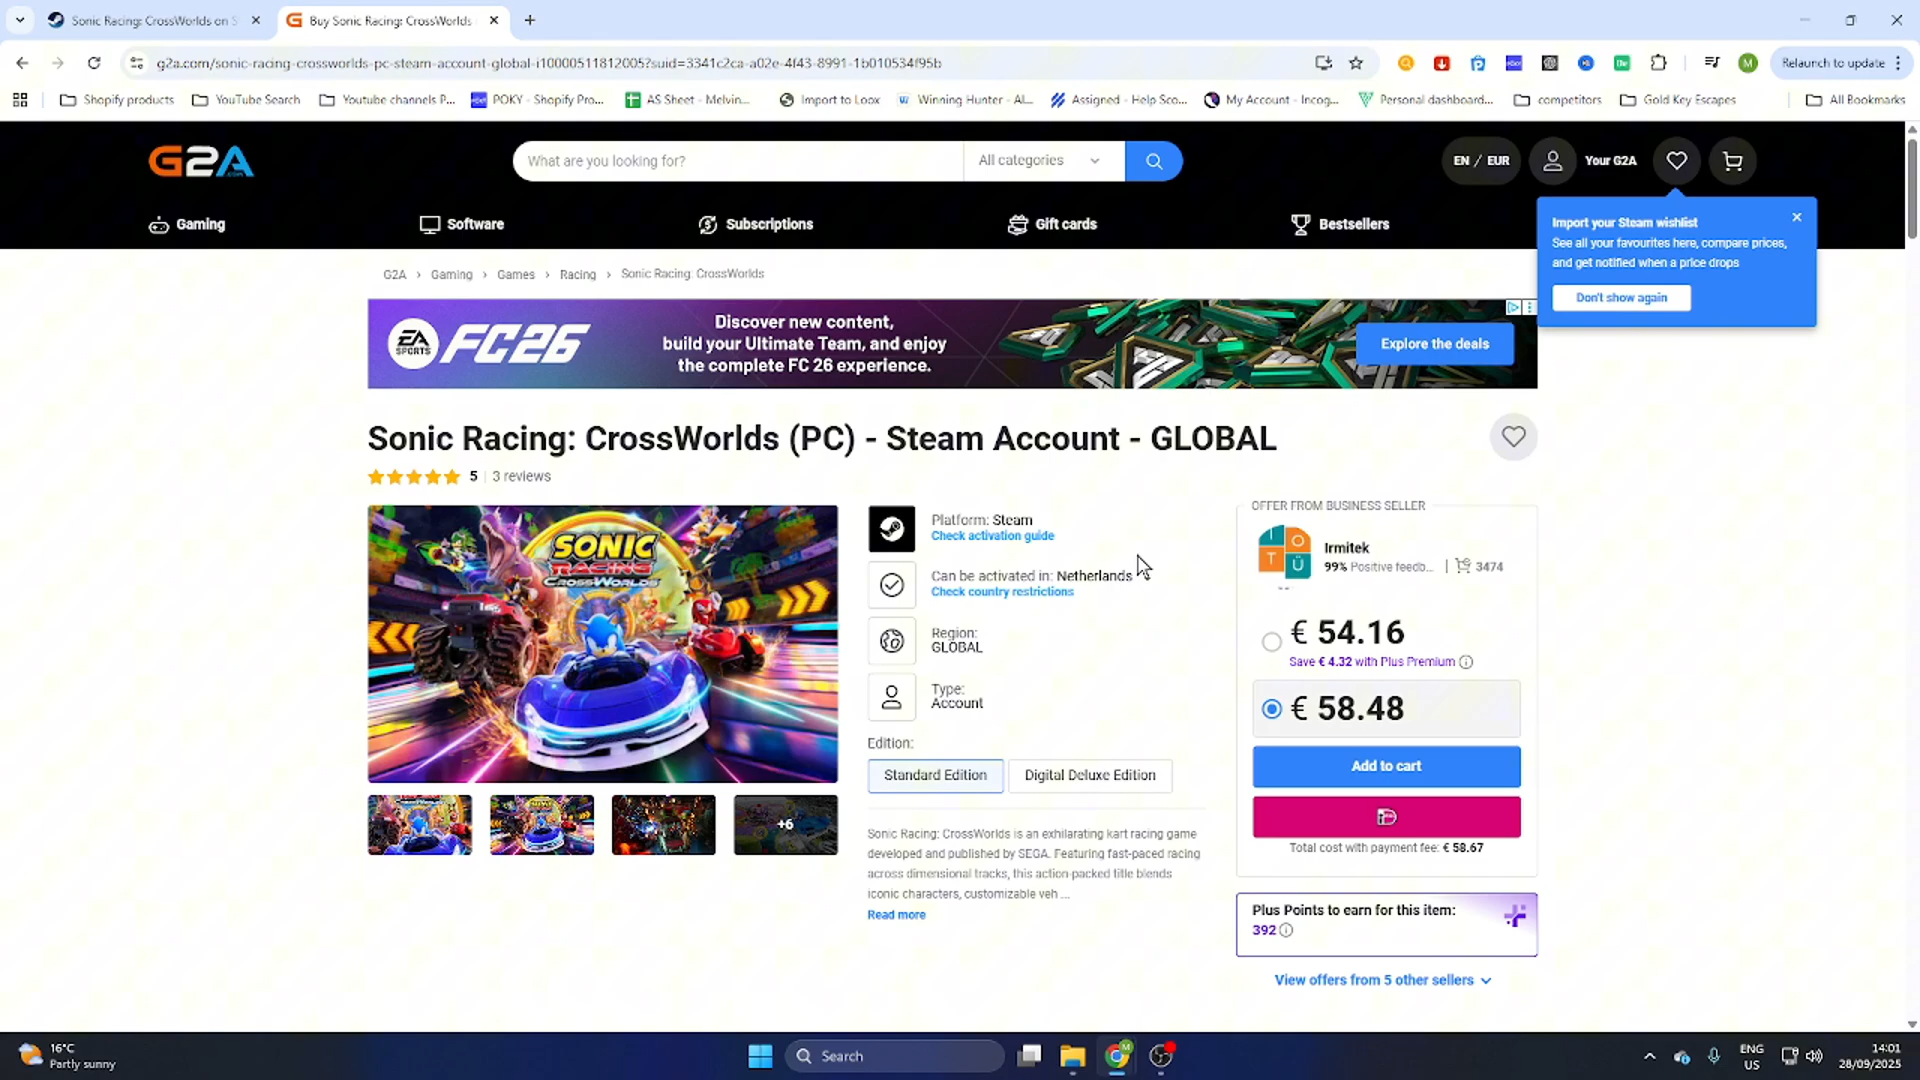 Sonic Racing: CrossWorlds on S
Buy Sonic Racing: CrossWorlds
g2a.com/sonic-racing-crossworlds-pc-steam-account-global-i10000511812005?suid=3341c2ca-a02e-4f43-8991-1b010534f95b
M
Relaunch to update
Shopify products
YouTube Search
Youtube channels P...
POKY - Shopify Pro...
AS Sheet - Melvin...
Import to Loox
Winning Hunter - Al...
Assigned - Help Sco...
My Account - Incog...
Personal dashboard...
competitors
Gold Key Escapes
All Bookmarks
G2A.COM
What are you looking for?
All categories
EN / EUR
Your G2A
Gaming
Software
Subscriptions
Gift cards
Bestsellers
Import your Steam wishlist
See all your favourites here, compare prices,
and get notified when a price drops
Don't show again
G2A > Gaming > Games > Racing > Sonic Racing: CrossWorlds
EA
SPORTS
FC26
Discover new content,
build your Ultimate Team, and enjoy
the complete FC 26 experience.
Explore the deals
Sonic Racing: CrossWorlds (PC) - Steam Account - GLOBAL
5 | 3 reviews
SONIC
RACING
CROSSWORLDS
+6
Platform: Steam
Check activation guide
Can be activated in: Netherlands
Check country restrictions
Region:
GLOBAL
Type:
Account
Edition:
Standard Edition
Digital Deluxe Edition
Sonic Racing: CrossWorlds is an exhilarating kart racing game
developed and published by SEGA. Featuring fast-paced racing
across dimensional tracks, this action-packed title blends
iconic characters, customizable veh ...
Read more
OFFER FROM BUSINESS SELLER
Irmitek
99% Positive feedb... | 3474
€ 54.16
Save € 4.32 with Plus Premium
€ 58.48
Add to cart
Total cost with payment fee: € 58.67
Plus Points to earn for this item:
392
View offers from 5 other sellers
16°C
Partly sunny
Search
ENG
US
14:01
28/09/2025